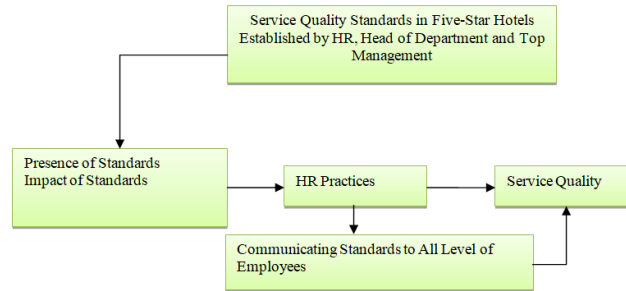 Service Quality Standards in Five-Star Hotels
Established by HR, Head of Department and Top
Management
Presence of Standards
Impact of Standards
HR Practices
Service Quality
Communicating Standards to All Level of
Employees